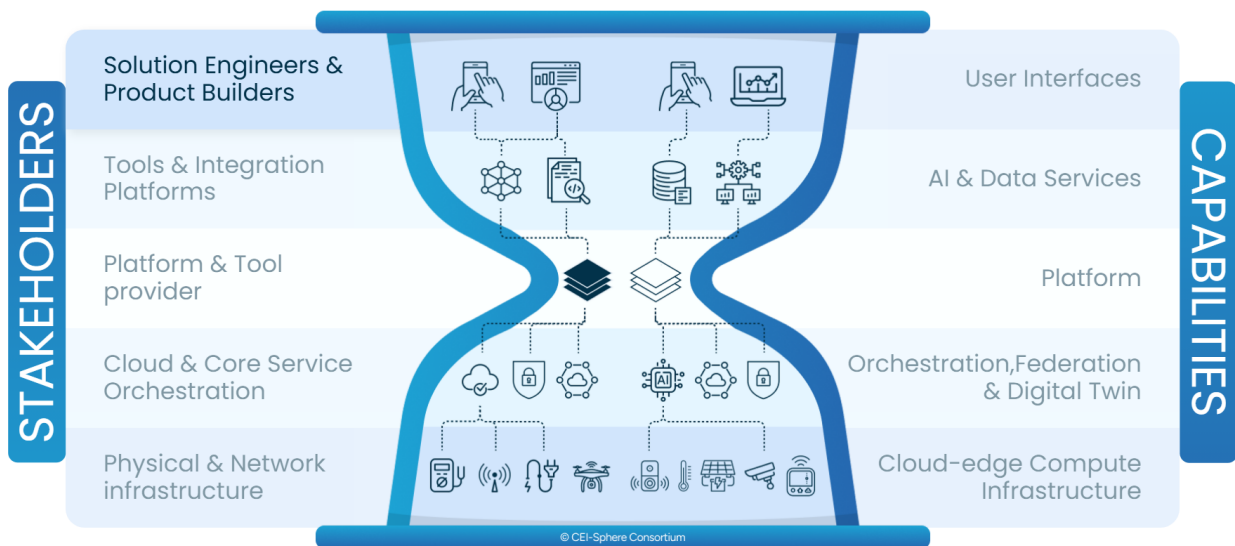 STAKEHOLDERS
CAPABILITIES
Solution Engineers &
Product Builders
User Interfaces
Tools & Integration
Platforms
AI & Data Services
Platform & Tool
provider
Platform
Cloud & Core Service
Orchestration
Orchestration,Federation
& Digital Twin
AI
Physical & Network
infrastructure
Cloud-edge Compute
Infrastructure
© CEI-Sphere Consortium